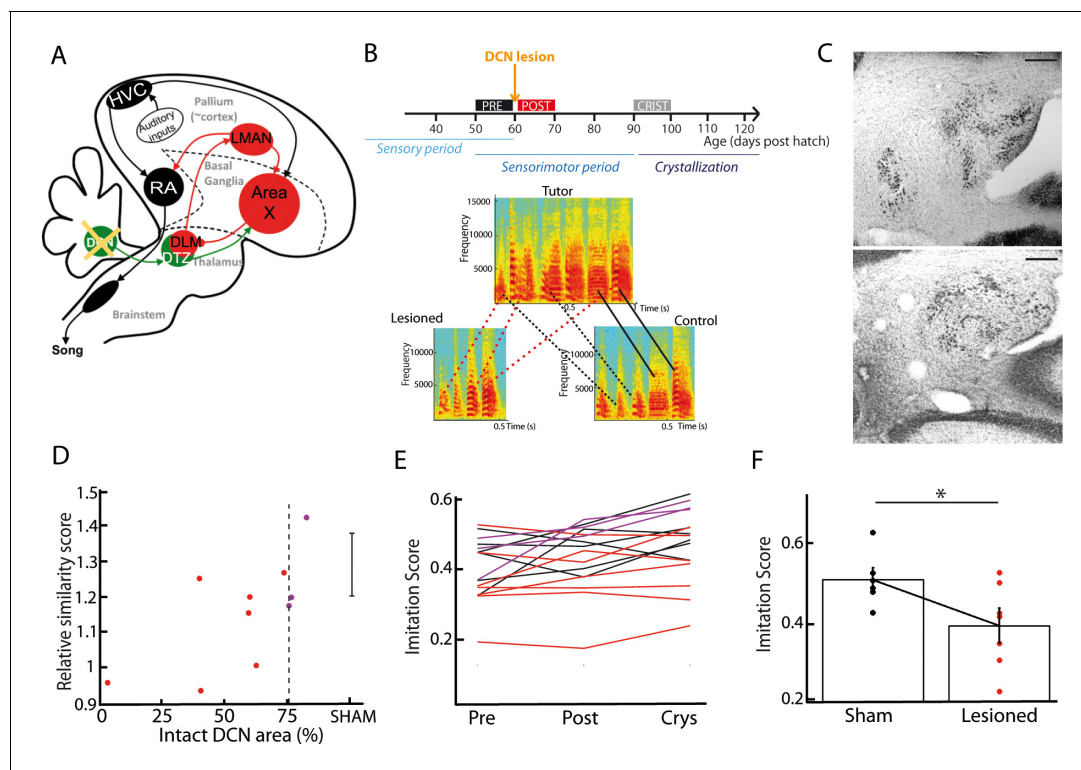 A
HVC
Auditory
inputs
Pallium
(~cortex)
LMAN
Basal
Ganglia
RA
Area
X
DCN
DLM
DTZ
Thalamus
Brainstem
Song
B
DCN lesion
PRE
POST
CRIST
40
50
60
70
80
90
100
110
120
Age (days post hatch)
Sensory period
Sensorimotor period
Crystallization
Tutor
15000
10000
5000
Frequency
0.5
1
Time (s)
Lesioned
10000
5000
Frequency
0.5
Time (s)
Control
10000
5000
Frequency
0.5
Time (s)
C
D
Relative similarity score
1.5
1.4
1.3
1.2
1.1
1
0.9
0
25
50
75
SHAM
Intact DCN area (%)
E
Imitation Score
0.6
0.4
0.2
Pre
Post
Crys
F
*
Imitation Score
0.6
0.4
0.2
Sham
Lesioned